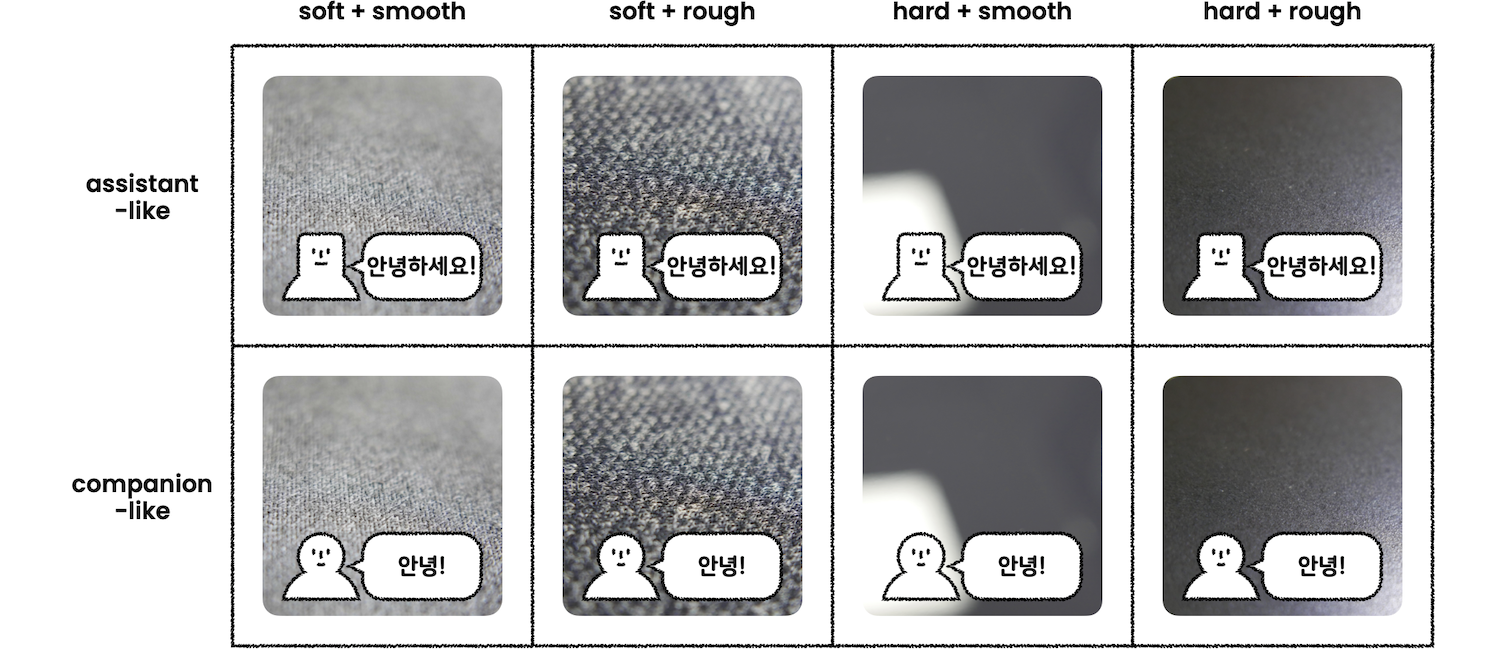 soft + smooth
soft + rough
hard + smooth
hard + rough
assistant
-like
안녕하세요!
안녕하세요!
안녕하세요!
안녕하세요!
companion
-like
안녕!
안녕!
안녕!
안녕!